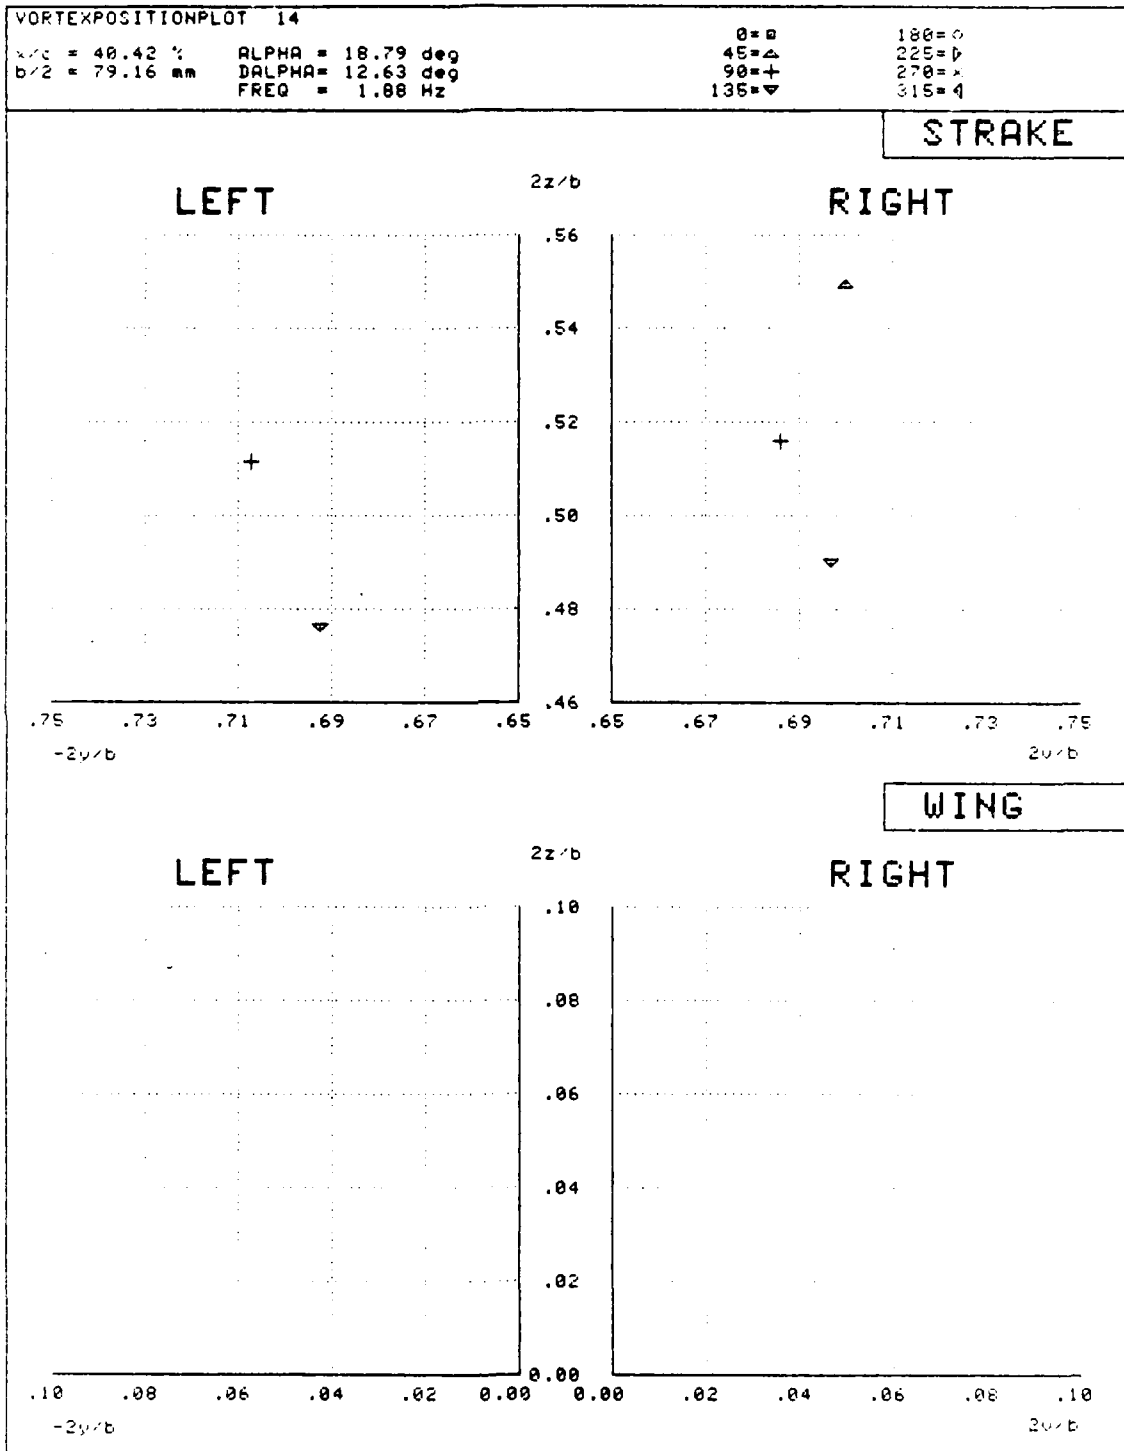 VORTEXPOSITIONPLOT 14
x/c = 40.42 % ALPHA = 18.79 deg 0= 180=
b/2 = 79.16 mm DALPHA= 12.63 deg 45= 225=
FREQ = 1.88 Hz 90=+ 270=×
135= 315=
STRAKE
2z/b
LEFT RIGHT
.56
.54
.52
.50
.48
.46
.75 .73 .71 .69 .67 .65 .65 .67 .69 .71 .73 .75
-2y/b 2y/b
WING
2z/b
LEFT RIGHT
.10
.08
.06
.04
.02
0.00
.10 .08 .06 .04 .02 0.00 0.00 .02 .04 .06 .08 .10
-2y/b 2y/b